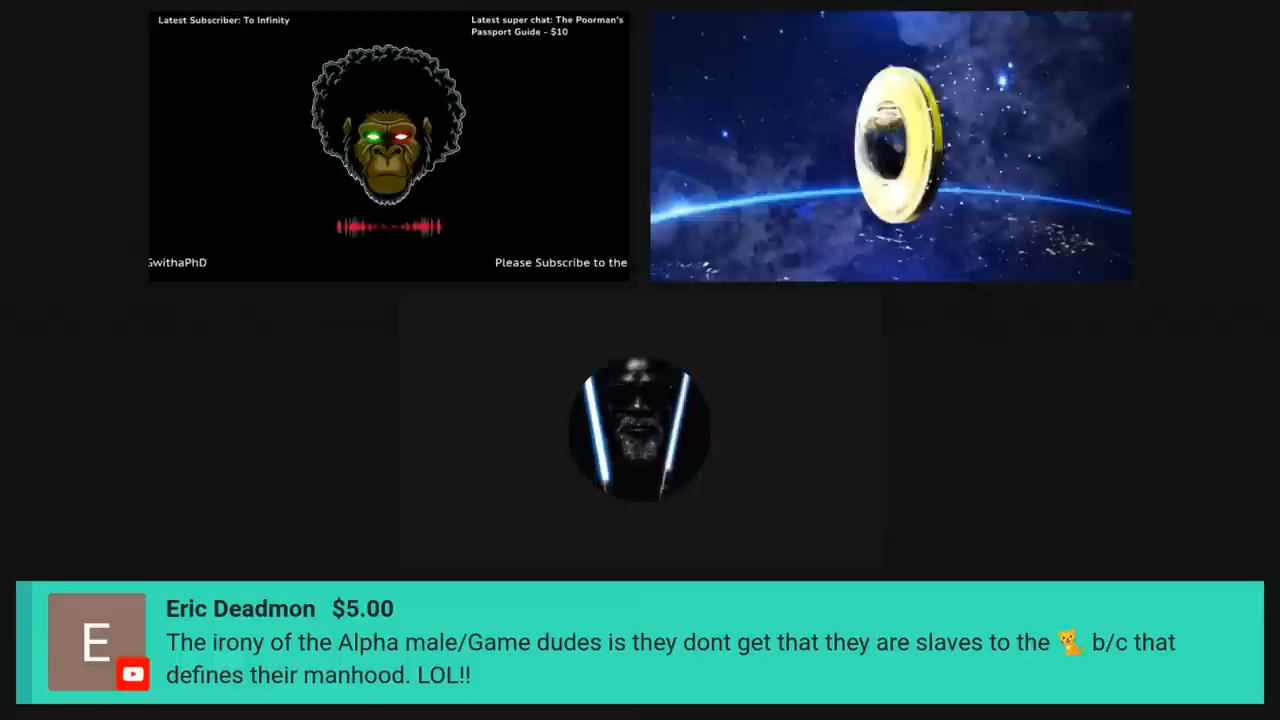 Latest Subscriber: To Infinity
Latest super chat: The Poorman's
Passport Guide - $10
GwithaPhD
Please Subscribe to the
E
Eric Deadmon $5.00
The irony of the Alpha male/Game dudes is they dont get that they are slaves to the 🐈 b/c that
defines their manhood. LOL!!